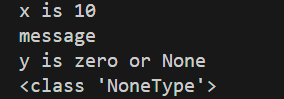 x is 10
message
y is zero or None
<class 'NoneType'>